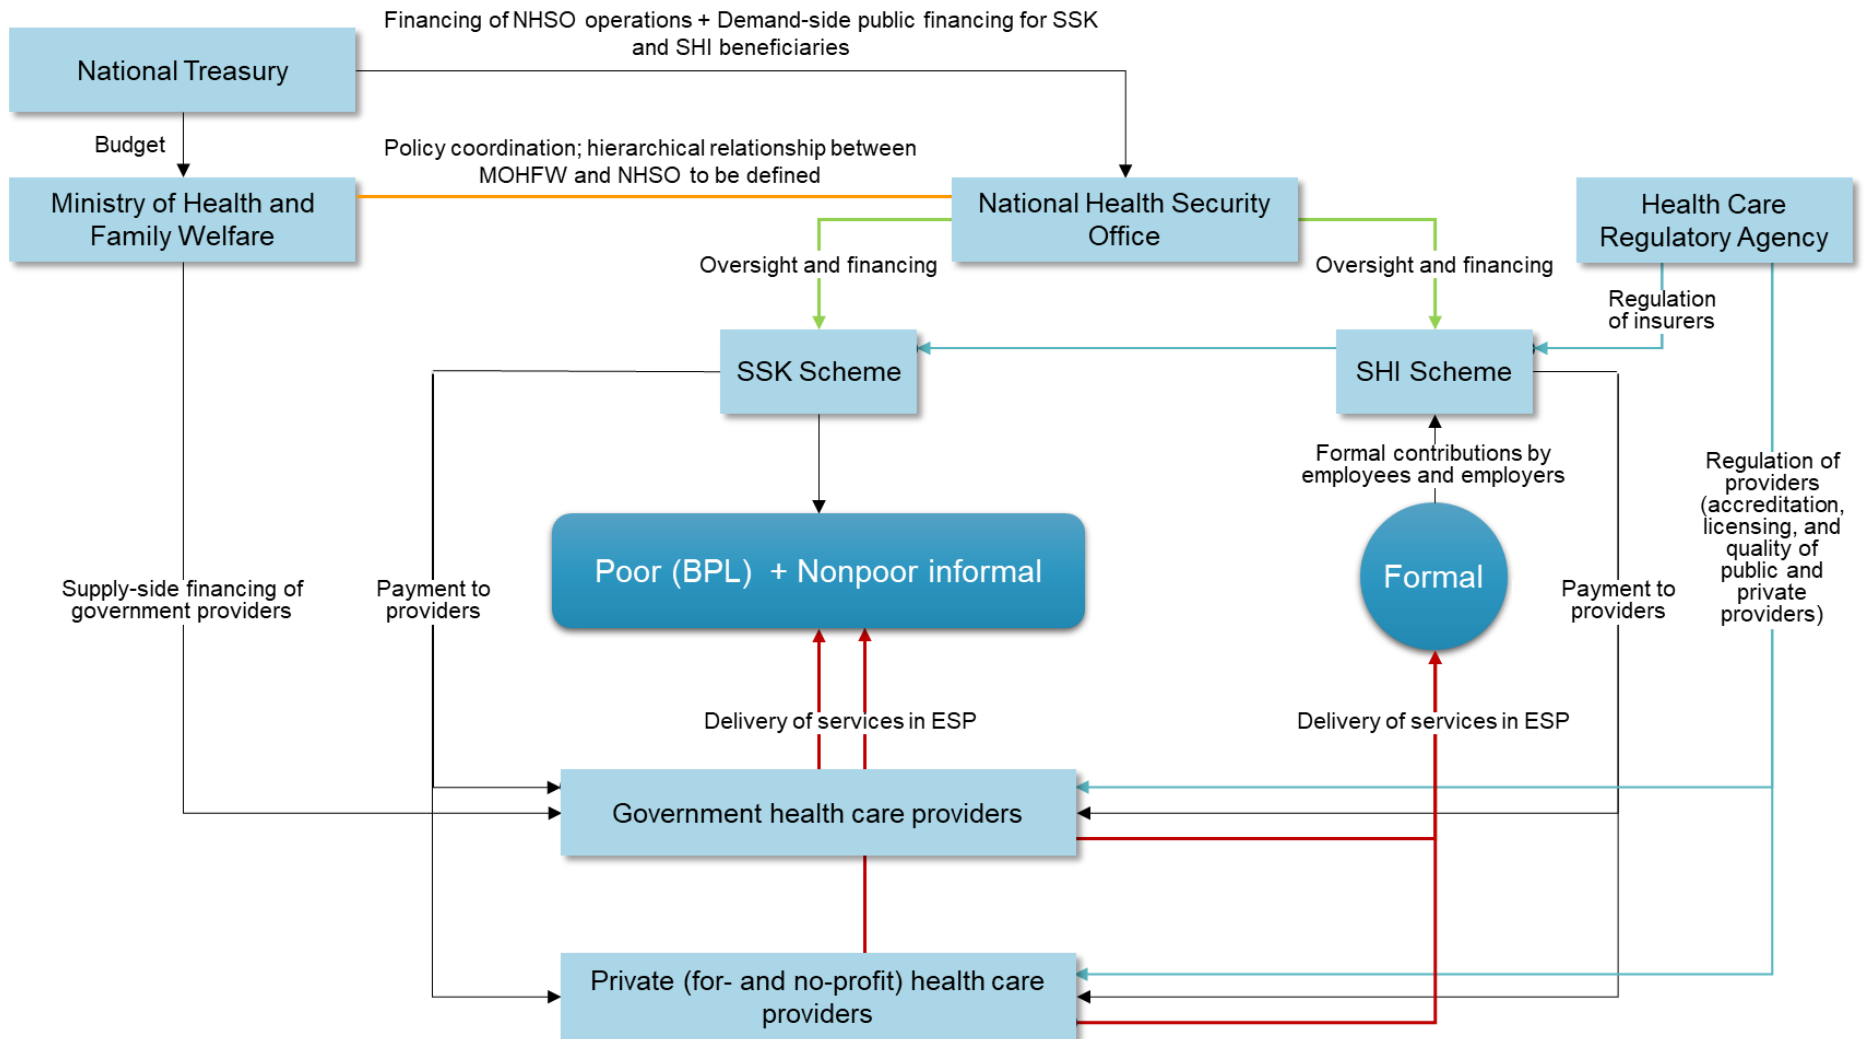 Financing of NHSO operations + Demand-side public financing for SSK
and SHI beneficiaries
National Treasury
Budget
Policy coordination; hierarchical relationship between
MOHFW and NHSO to be defined
Ministry of Health and
Family Welfare
National Health Security
Office
Health Care
Regulatory Agency
Oversight and financing
Oversight and financing
Regulation
of insurers
SSK Scheme
SHI Scheme
Formal contributions by
employees and employers
Regulation of
providers
(accreditation,
licensing, and
quality of
public and
private
providers)
Poor (BPL) + Nonpoor informal
Formal
Supply-side financing of
government providers
Payment to
providers
Payment to
providers
Delivery of services in ESP
Delivery of services in ESP
Government health care providers
Private (for- and no-profit) health care
providers